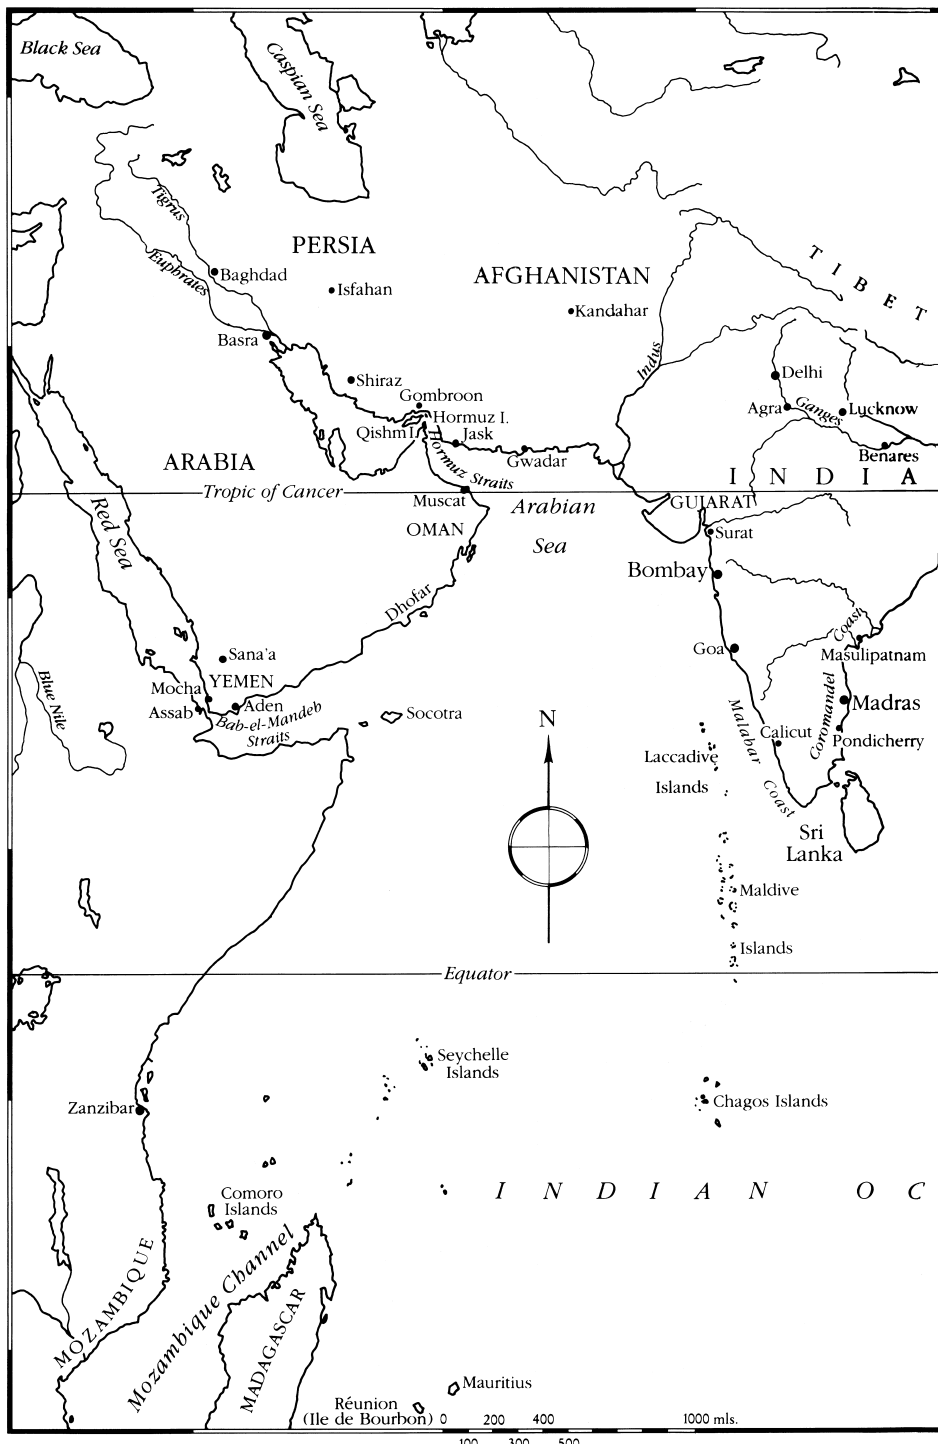 Black Sea
Caspian Sea
Tigrus
Euphrates
PERSIA
Baghdad
Isfahan
AFGHANISTAN
Kandahar
TIBET
Basra
Shiraz
Indus
Delhi
Gombroon
Hormuz I.
Qishm I.
Jask
Hormuz Straits
Gwadar
Agra
Ganges
Lucknow
Benares
ARABIA
INDIA
Tropic of Cancer
Muscat
Arabian
Sea
GUJARAT
OMAN
Surat
Red Sea
Bombay
Dhofar
Goa
Coast
Masulipatnam
Sana'a
Mocha
YEMEN
Assab
Aden
Bab-el-Mandeb
Straits
Blue Nile
Socotra
N
Malabar
Coast
Coromandel
Madras
Calicut
Pondicherry
Laccadive
Islands
Sri
Lanka
Maldive
Islands
Equator
Seychelle
Islands
Chagos Islands
Zanzibar
Comoro
Islands
INDIAN OC
MOZAMBIQUE
Mozambique Channel
MADAGASCAR
Mauritius
Réunion
(Ile de Bourbon)
0 200 400 1000 mls.
100 300 500